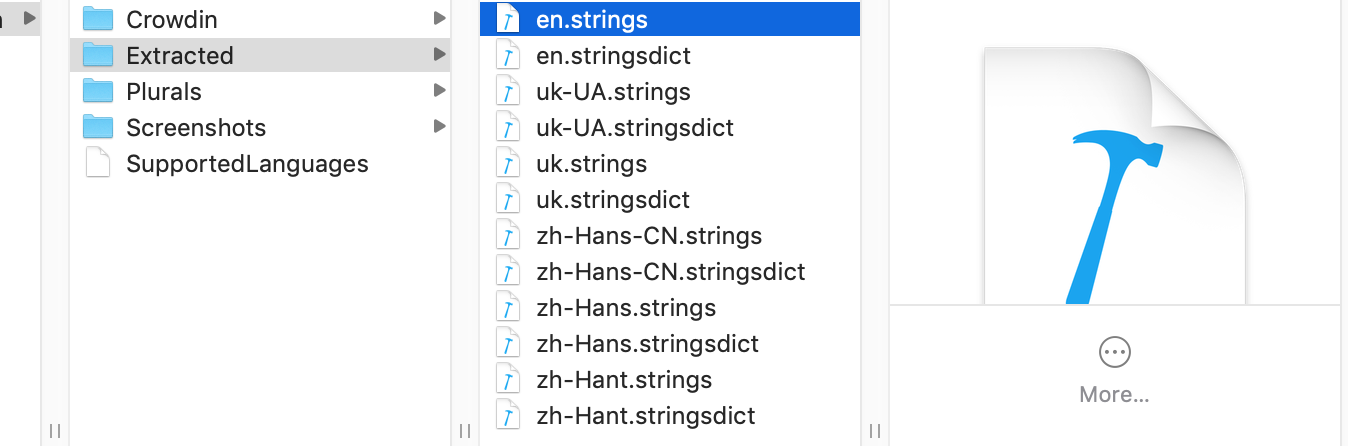 Crowdin
Extracted
Plurals
Screenshots
SupportedLanguages
en.strings
en.stringsdict
uk-UA.strings
uk-UA.stringsdict
uk.strings
uk.stringsdict
zh-Hans-CN.strings
zh-Hans-CN.stringsdict
zh-Hans.strings
zh-Hans.stringsdict
zh-Hant.strings
zh-Hant.stringsdict
More...